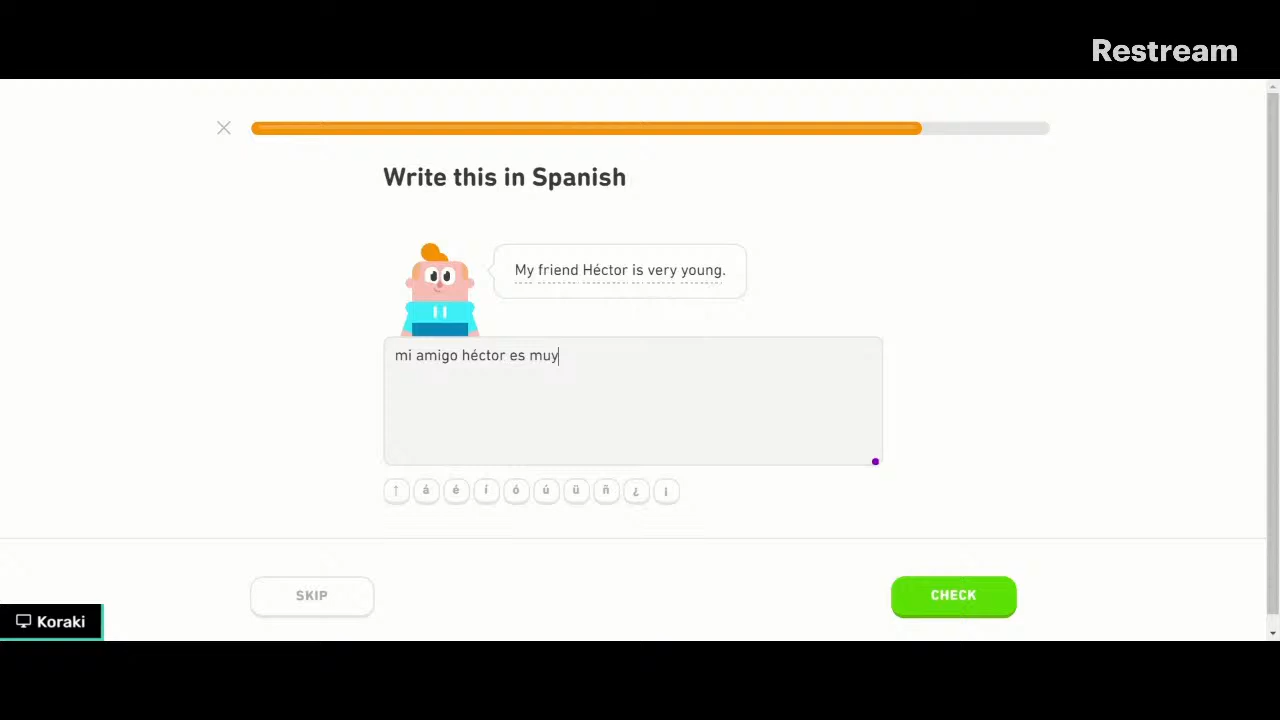 Restream
Write this in Spanish
My friend Héctor is very young.
mi amigo héctor es muy
↑ á é í ó ú ü ñ ¿ ¡
SKIP
CHECK
Koraki